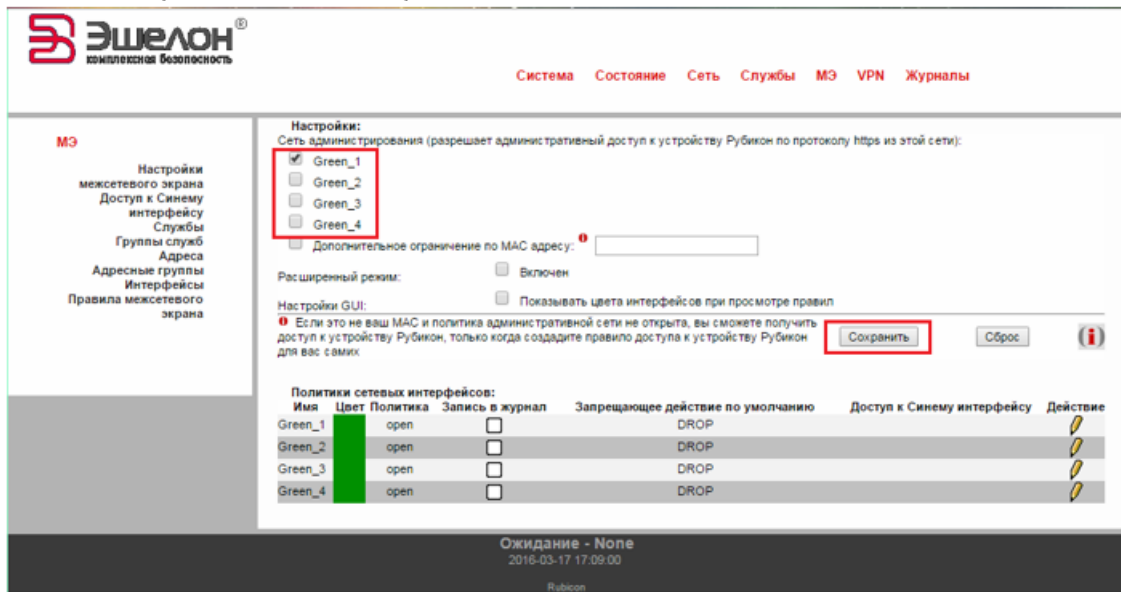 Эшелон®
комплексная безопасность
Система Состояние Сеть Службы МЭ VPN Журналы
МЭ
Настройки
межсетевого экрана
Доступ к Синему
интерфейсу
Службы
Группы служб
Адреса
Адресные группы
Интерфейсы
Правила межсетевого
экрана
Настройки:
Сеть администрирования (разрешает административный доступ к устройству Рубикон по протоколу https из этой сети):
Green_1
Green_2
Green_3
Green_4
Дополнительное ограничение по MAC адресу:
Расширенный режим: Включен
Настройки GUI: Показывать цвета интерфейсов при просмотре правил
Если это не ваш MAC и политика административной сети не открыта, вы сможете получить
доступ к устройству Рубикон, только когда создадите правило доступа к устройству Рубикон
для вас самих
Сохранить Сброс (i)
Политики сетевых интерфейсов:
Имя Цвет Политика Запись в журнал Запрещающее действие по умолчанию Доступ к Синему интерфейсу Действие
Green_1 open DROP
Green_2 open DROP
Green_3 open DROP
Green_4 open DROP
Ожидание - None
2016-03-17 17:09:00
Rubicon